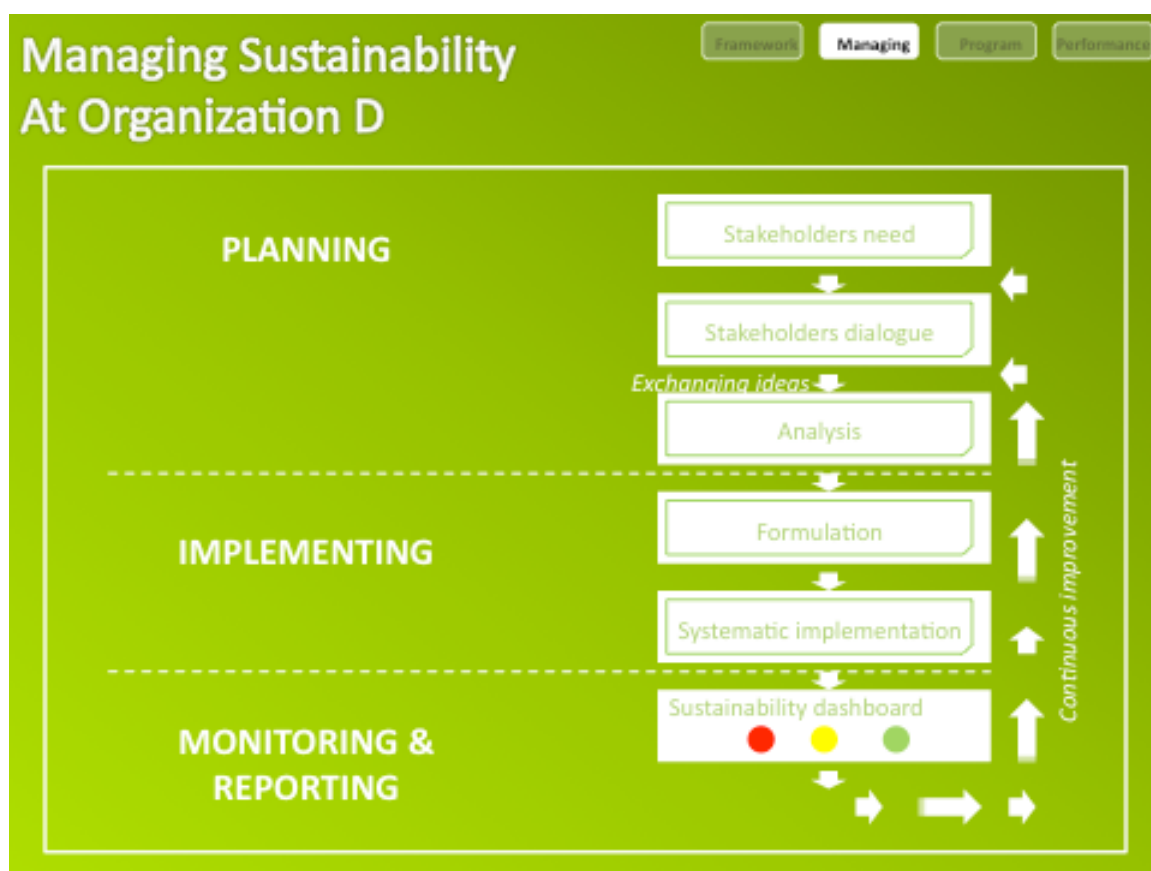 Managing Sustainability
At Organization D
Framework
Managing
Program
Performance
PLANNING
Stakeholders need
Stakeholders dialogue
Exchanging ideas
Analysis
IMPLEMENTING
Formulation
Systematic implementation
MONITORING &
REPORTING
Sustainability dashboard
Continuous improvement